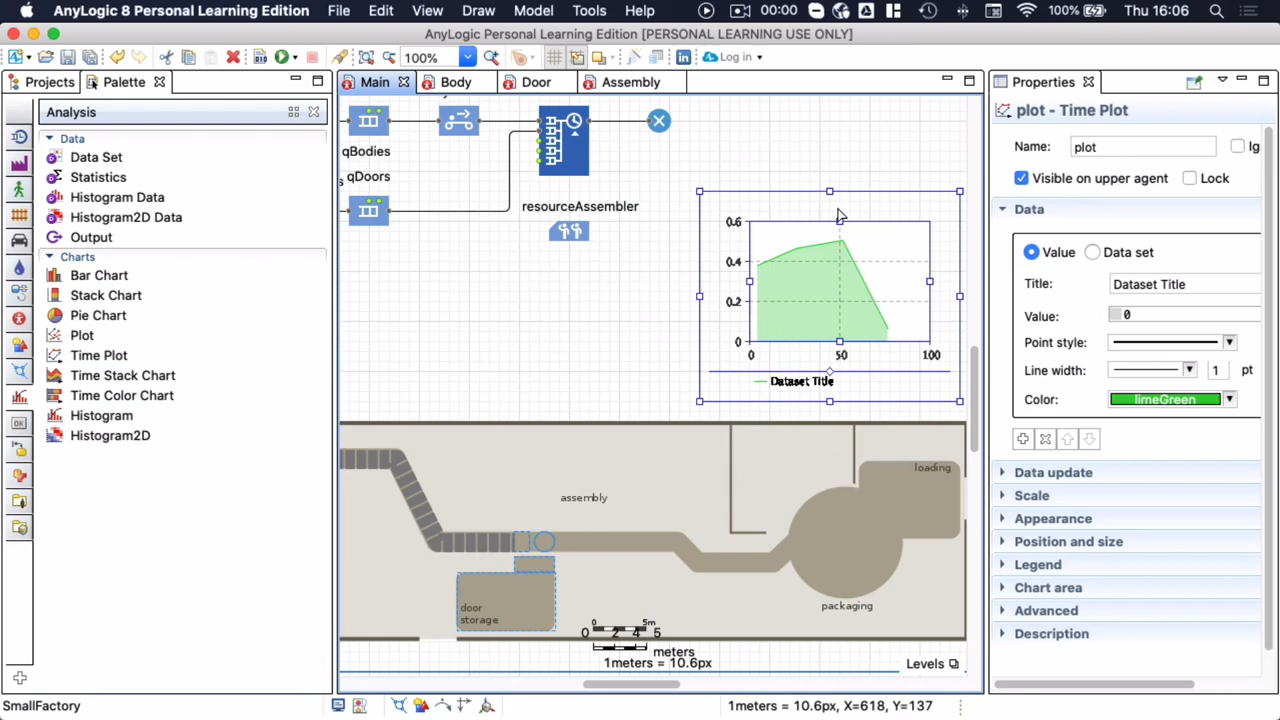 AnyLogic 8 Personal Learning Edition File Edit View Draw Model Tools Help 00:00 100% Thu 16:06
AnyLogic Personal Learning Edition [PERSONAL LEARNING USE ONLY]
100% Log in
Projects Palette
Main Body Door Assembly
Properties
Analysis
Data
Data Set
Statistics
Histogram Data
Histogram2D Data
Output
Charts
Bar Chart
Stack Chart
Pie Chart
Plot
Time Plot
Time Stack Chart
Time Color Chart
Histogram
Histogram2D
qBodies
qDoors
resourceAssembler
0.6
0.4
0.2
0
0 50 100
Dataset Title
loading
assembly
door
storage
packaging
0 5m
0 2 4 5
meters
1meters = 10.6px
Levels
plot - Time Plot
Name: plot Ig
Visible on upper agent Lock
Data
Value Data set
Title: Dataset Title
Value: 0
Point style:
Line width: 1 pt
Color: limeGreen
Data update
Scale
Appearance
Position and size
Legend
Chart area
Advanced
Description
SmallFactory
1meters = 10.6px, X=618, Y=137